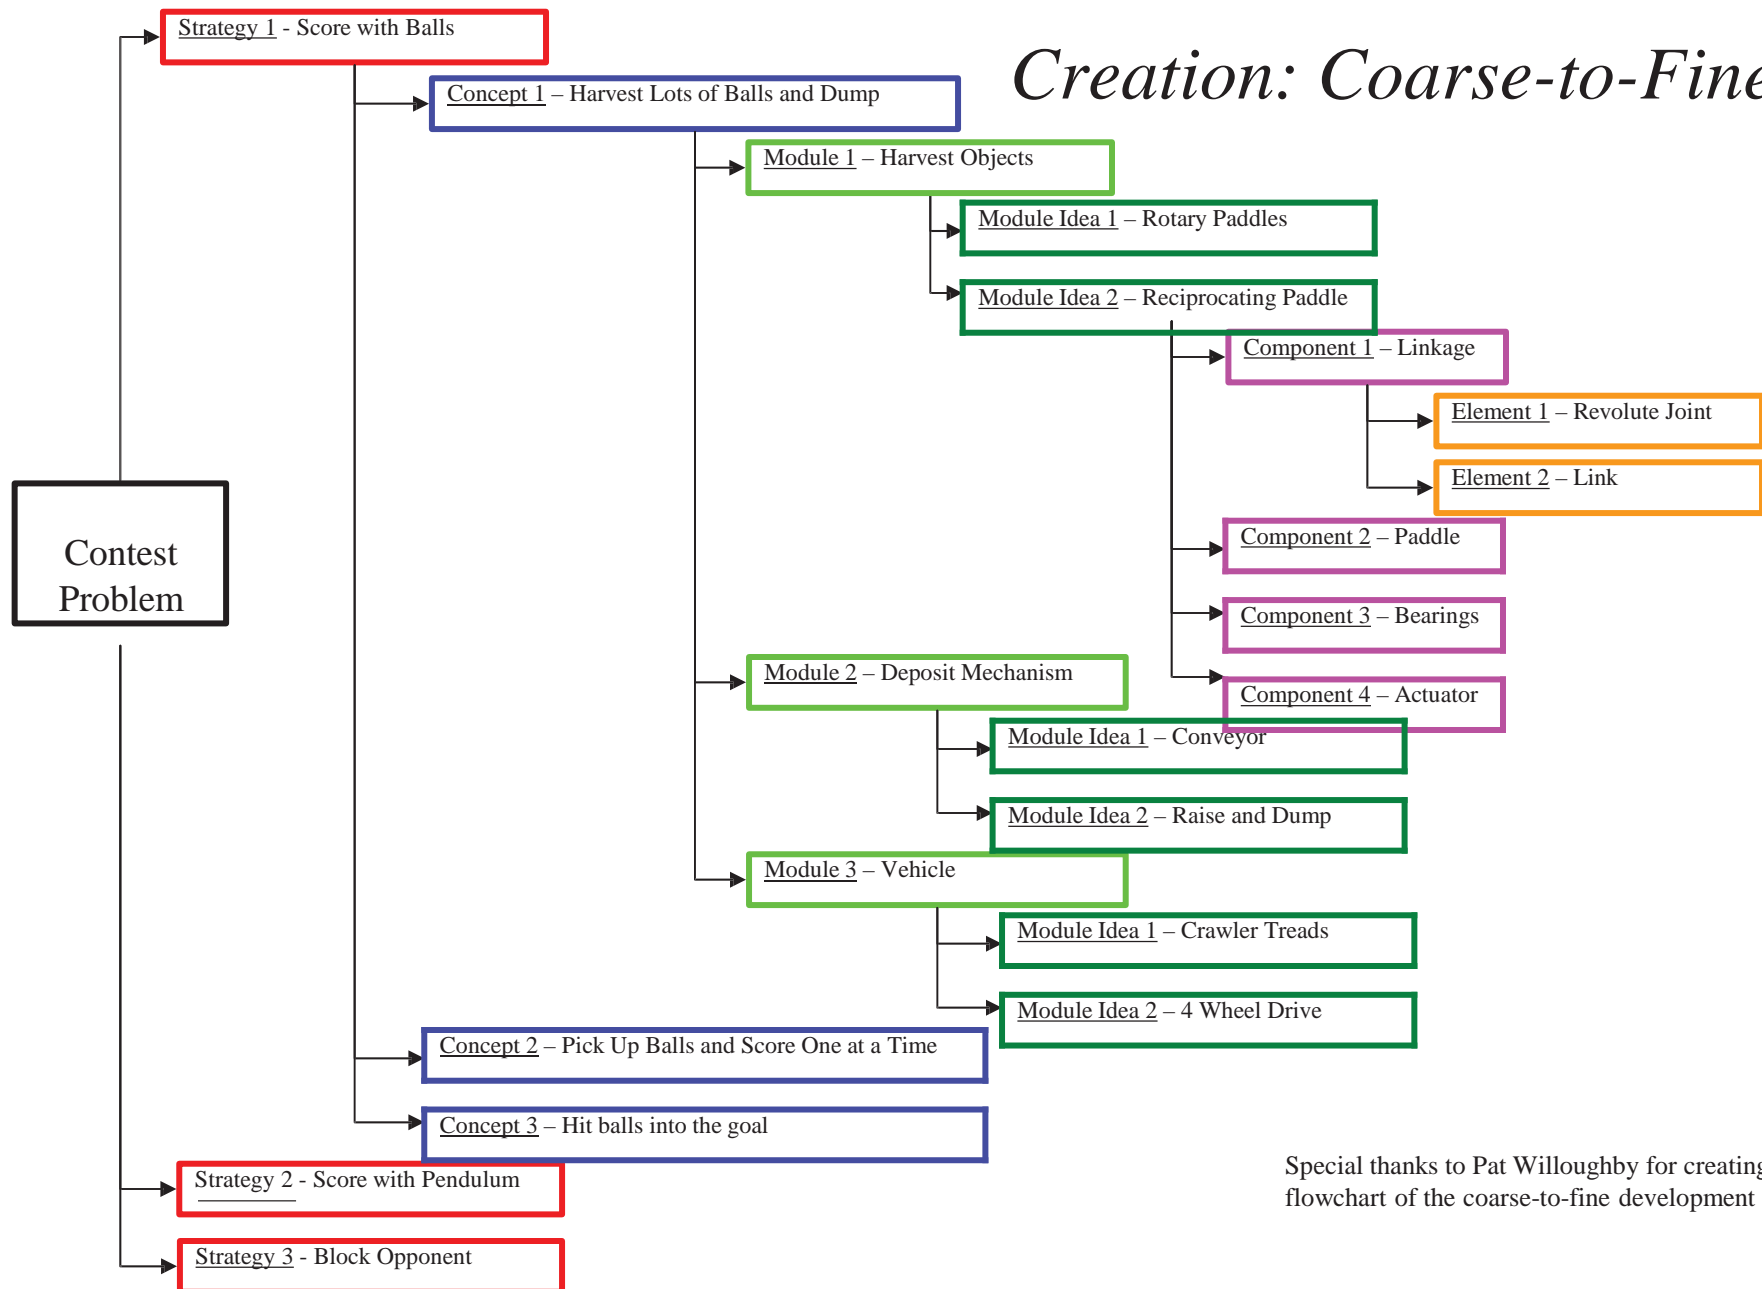 Strategy 1 - Score with Balls
Creation: Coarse-to-Fine
Concept 1 – Harvest Lots of Balls and Dump
Module 1 – Harvest Objects
Module Idea 1 – Rotary Paddles
Module Idea 2 – Reciprocating Paddle
Component 1 – Linkage
Element 1 – Revolute Joint
Element 2 – Link
Contest
Problem
Component 2 – Paddle
Component 3 – Bearings
Component 4 – Actuator
Module 2 – Deposit Mechanism
Module Idea 1 – Conveyor
Module Idea 2 – Raise and Dump
Module 3 – Vehicle
Module Idea 1 – Crawler Treads
Module Idea 2 – 4 Wheel Drive
Concept 2 – Pick Up Balls and Score One at a Time
Concept 3 – Hit balls into the goal
Strategy 2 - Score with Pendulum
Strategy 3 - Block Opponent
Special thanks to Pat Willoughby for creating
flowchart of the coarse-to-fine development